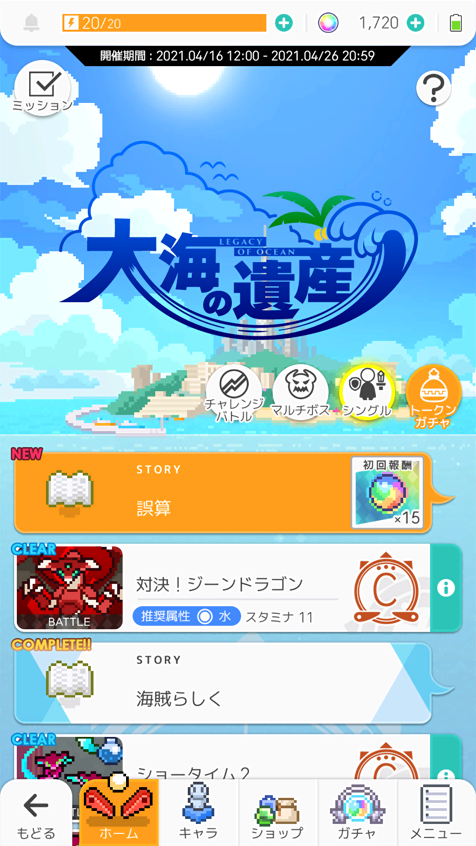 20/20
1,720
開催期間：2021.04/16 12:00 - 2021.04/26 20:59
ミッション
?
大海の遺産
LEGACY
OF OCEAN
チャレンジ
バトル
マルチボス
シングル
トークン
ガチャ
NEW
STORY
誤算
初回報酬
×15
CLEAR
対決！ジーンドラゴン
BATTLE
推奨属性 水
スタミナ 11
C
COMPLETE!!
STORY
海賊らしく
CLEAR
ショータイム2
C
もどる
ホーム
キャラ
ショップ
ガチャ
メニュー